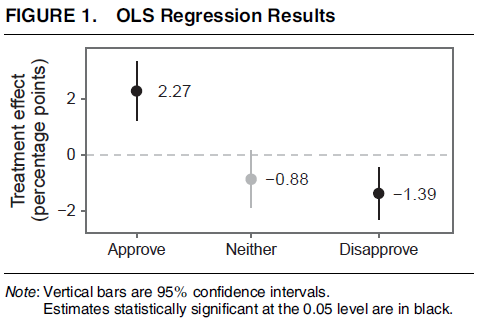 FIGURE 1. OLS Regression Results
Treatment effect
(percentage points)
2
0
−2
2.27
−0.88
−1.39
Approve
Neither
Disapprove
Note: Vertical bars are 95% confidence intervals.
Estimates statistically significant at the 0.05 level are in black.